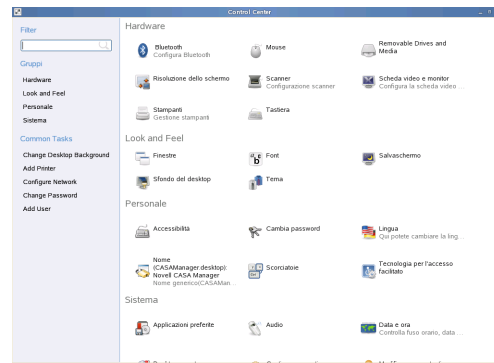 Control Center
Filter
Gruppi
Hardware
Look and Feel
Personale
Sistema
Common Tasks
Change Desktop Background
Add Printer
Configure Network
Change Password
Add User
Hardware
Bluetooth
Configura Bluetooth
Mouse
Removable Drives and
Media
Risoluzione dello schermo
Scanner
Configurazione scanner
Scheda video e monitor
Configura la scheda video ...
Stampanti
Gestione stampanti
Tastiera
Look and Feel
Finestre
Font
Salvaschermo
Sfondo del desktop
Tema
Personale
Accessibilità
Cambia password
Lingua
Qui potete cambiare la ling...
Nome
(CASAManager.desktop):
Novell CASA Manager
Nome generico(CASAMan...
Scorciatoie
Tecnologia per l'accesso
facilitato
Sistema
Applicazioni preferite
Audio
Data e ora
Controlla fuso orario, data ...